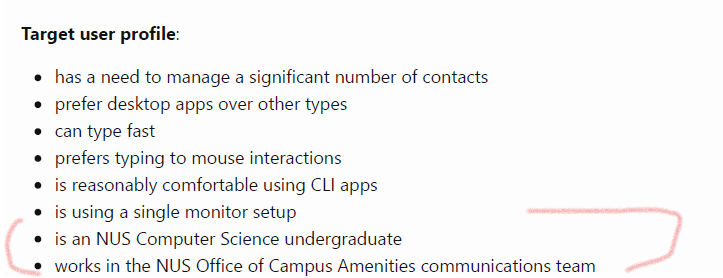 Target user profile:
• has a need to manage a significant number of contacts
• prefer desktop apps over other types
• can type fast
• prefers typing to mouse interactions
• is reasonably comfortable using CLI apps
• is using a single monitor setup
• is an NUS Computer Science undergraduate
• works in the NUS Office of Campus Amenities communications team